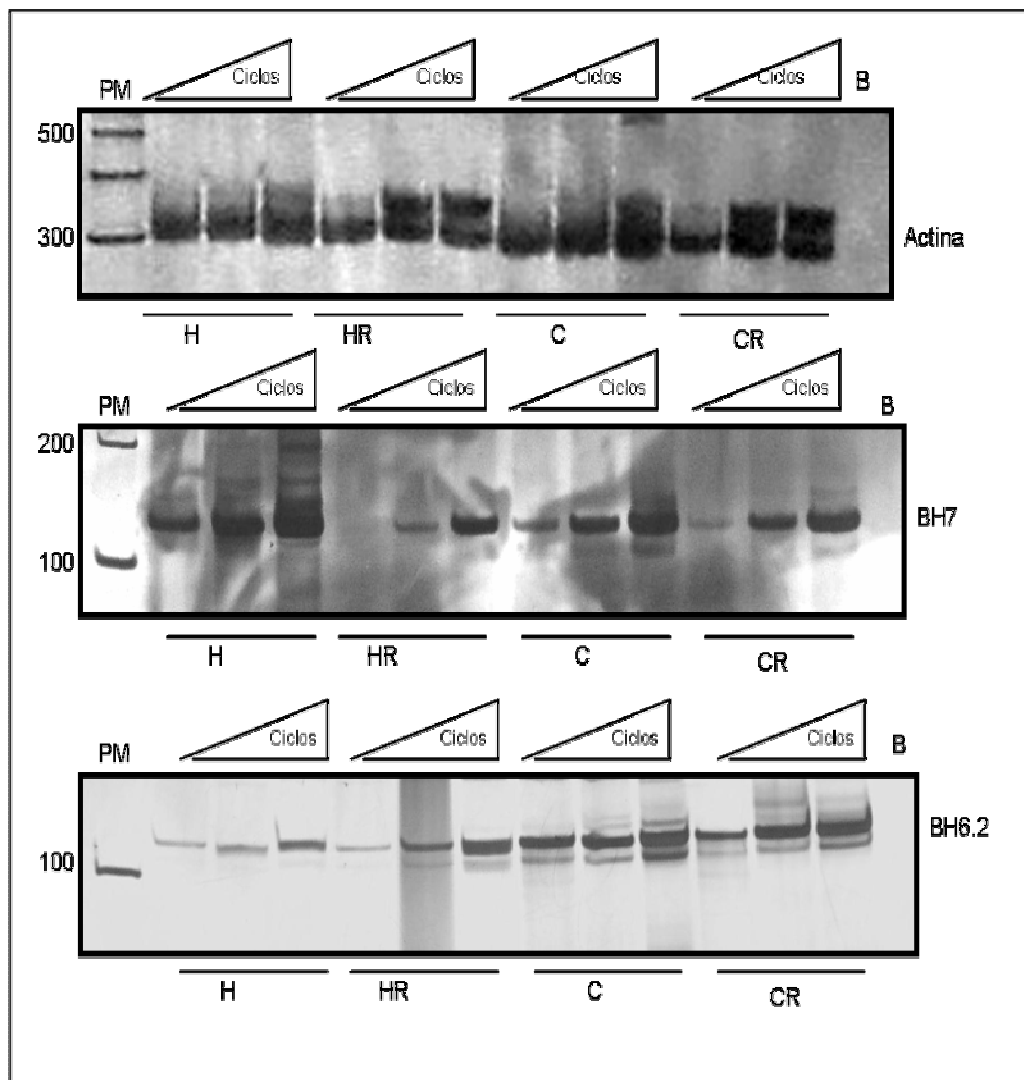 Ciclos Ciclos Ciclos Ciclos
PM B
500
300
Actina
H HR C CR
Ciclos Ciclos Ciclos Ciclos
PM B
200
100
BH7
H HR C CR
Ciclos Ciclos Ciclos Ciclos
PM B
100
BH6.2
H HR C CR